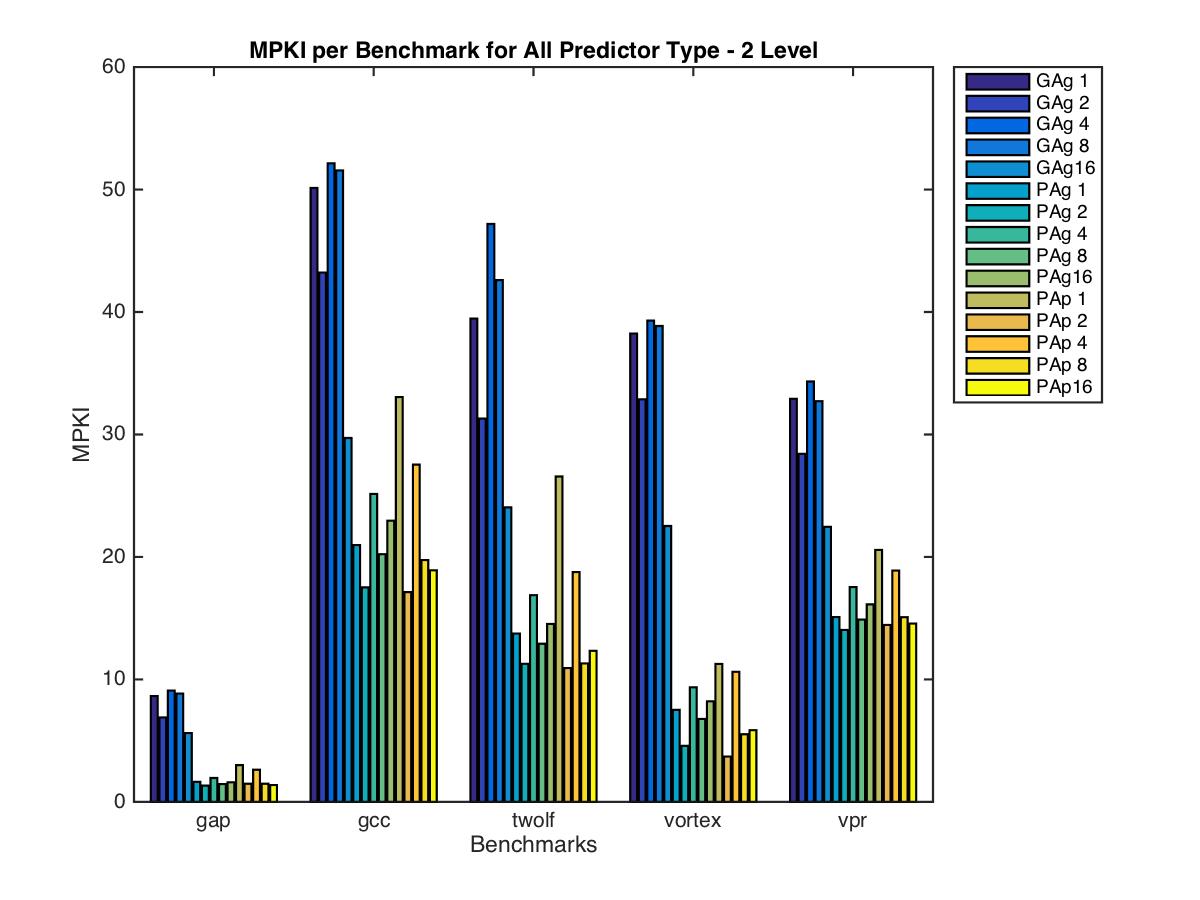 MPKI per Benchmark for All Predictor Type - 2 Level
60
50
40
30
20
10
0
MPKI
gap
gcc
twolf
vortex
vpr
Benchmarks
GAg 1
GAg 2
GAg 4
GAg 8
GAg16
PAg 1
PAg 2
PAg 4
PAg 8
PAg16
PAp 1
PAp 2
PAp 4
PAp 8
PAp16